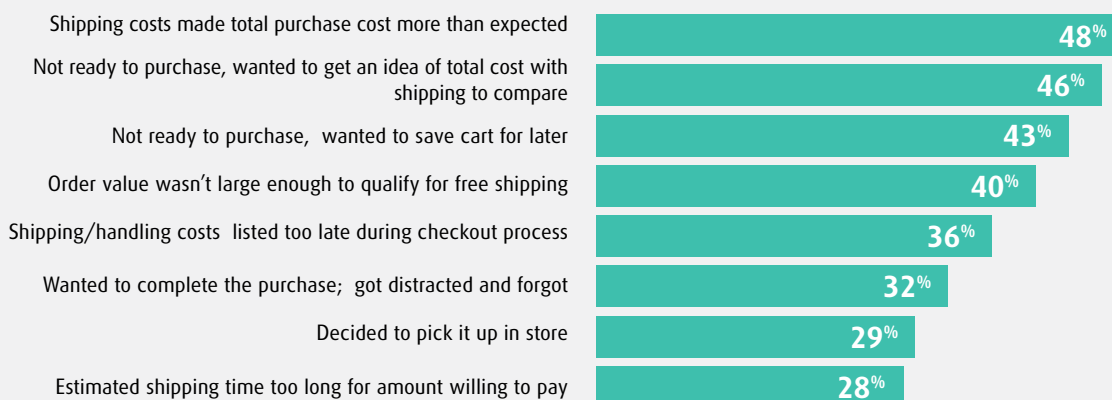 Shipping costs made total purchase cost more than expected
48%
Not ready to purchase, wanted to get an idea of total cost with
shipping to compare
46%
Not ready to purchase, wanted to save cart for later
43%
Order value wasn't large enough to qualify for free shipping
40%
Shipping/handling costs listed too late during checkout process
36%
Wanted to complete the purchase; got distracted and forgot
32%
Decided to pick it up in store
29%
Estimated shipping time too long for amount willing to pay
28%